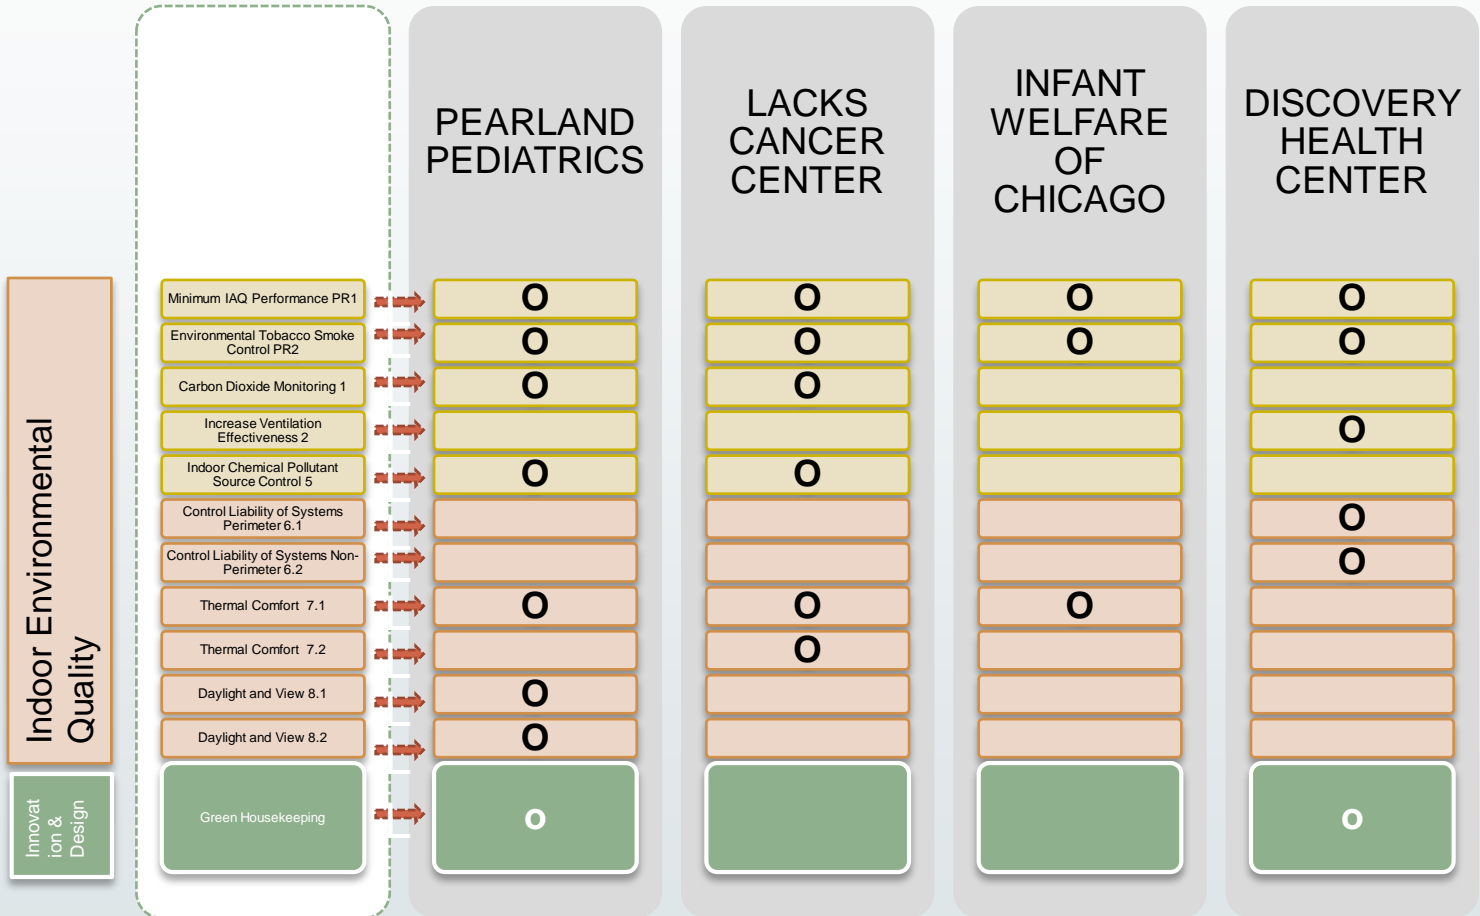 PEARLAND
PEDIATRICS
LACKS
CANCER
CENTER
INFANT
WELFARE
OF
CHICAGO
DISCOVERY
HEALTH
CENTER
Indoor Environmental
Quality
Minimum IAQ Performance PR1
O O O O
Environmental Tobacco Smoke
Control PR2
O O O O
Carbon Dioxide Monitoring 1
O O
Increase Ventilation
Effectiveness 2
O
Indoor Chemical Pollutant
Source Control 5
O O
Control Liability of Systems
Perimeter 6.1
O
Control Liability of Systems Non-
Perimeter 6.2
O
Thermal Comfort 7.1
O O O
Thermal Comfort 7.2
O
Daylight and View 8.1
O
Daylight and View 8.2
O
Innovat
ion &
Design
Green Housekeeping
o o